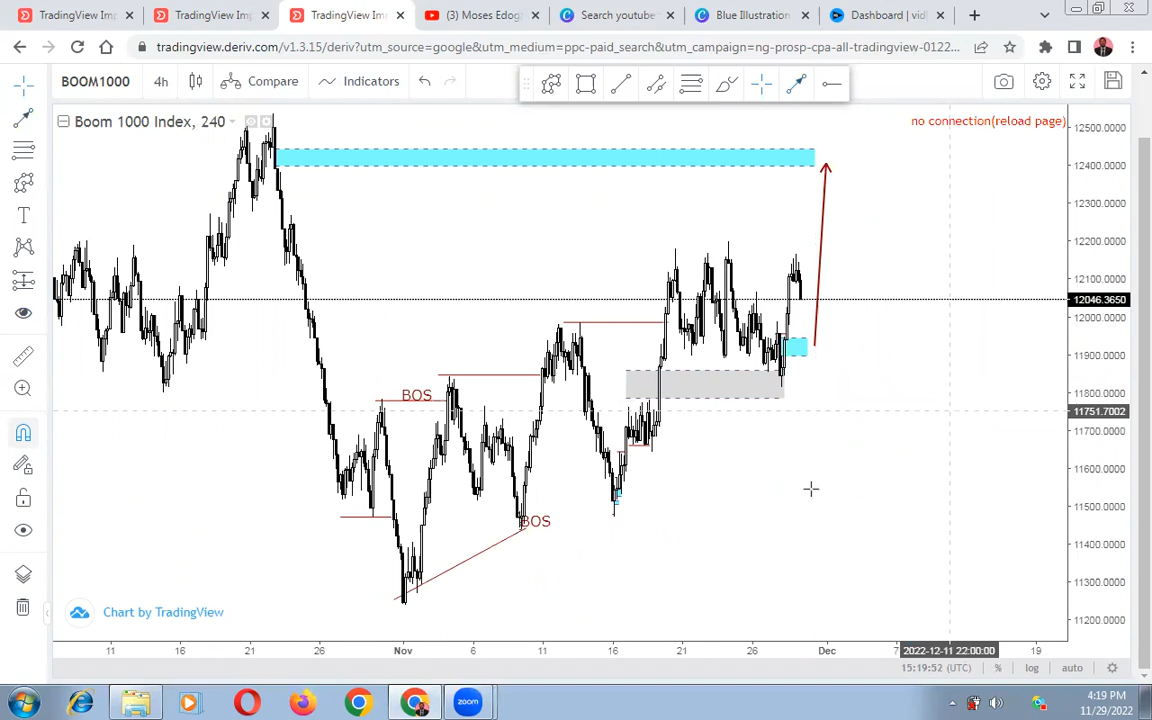 TradingView Im
TradingView Imp
TradingView Im
(3) Moses Edog
Search youtube
Blue Illustration
Dashboard | vid
tradingview.deriv.com/v1.3.15/deriv?utm_source=google&utm_medium=ppc-paid_search&utm_campaign=ng-prosp-cpa-all-tradingview-0122...
BOOM1000
4h
Compare
Indicators
Boom 1000 Index, 240
no connection(reload page)
12500.0000
12400.0000
12300.0000
12200.0000
12100.0000
12046.3650
12000.0000
11900.0000
11800.0000
11751.7002
11700.0000
11600.0000
11500.0000
11400.0000
11300.0000
11200.0000
BOS
BOS
Chart by TradingView
11
16
21
26
Nov
6
11
16
21
26
Dec
7
2022-12-11 22:00:00
19
15:19:52 (UTC)
%
log
auto
zoom
4:19 PM
11/29/2022